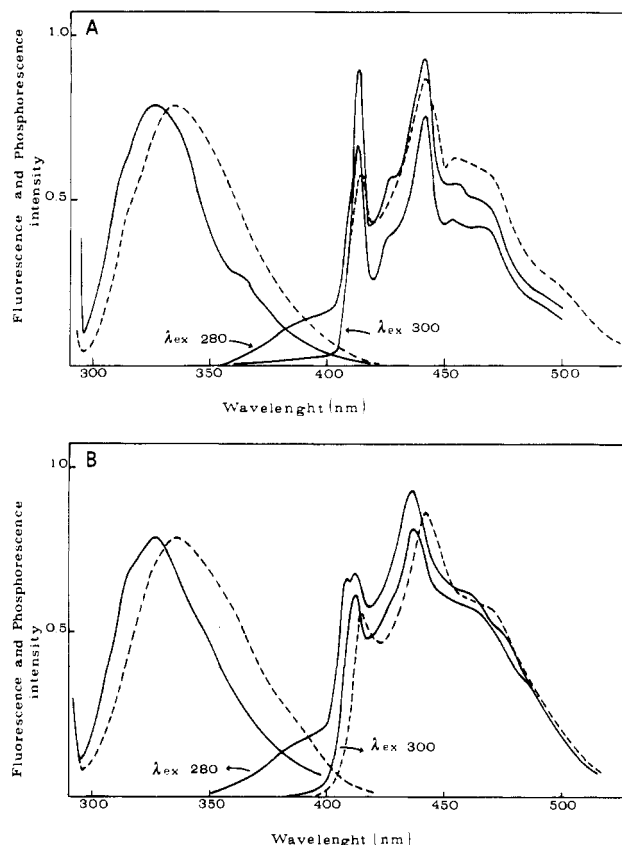 A
Fluorescence and Phosphorescence
intensity
1.0
0.5
λex 280
λex 300
300 350 400 450 500
Wavelenght (nm)
B
Fluorescence and Phosphorescence
intensity
1.0
0.5
λex 280
λex 300
300 350 400 450 500
Wavelenght (nm)